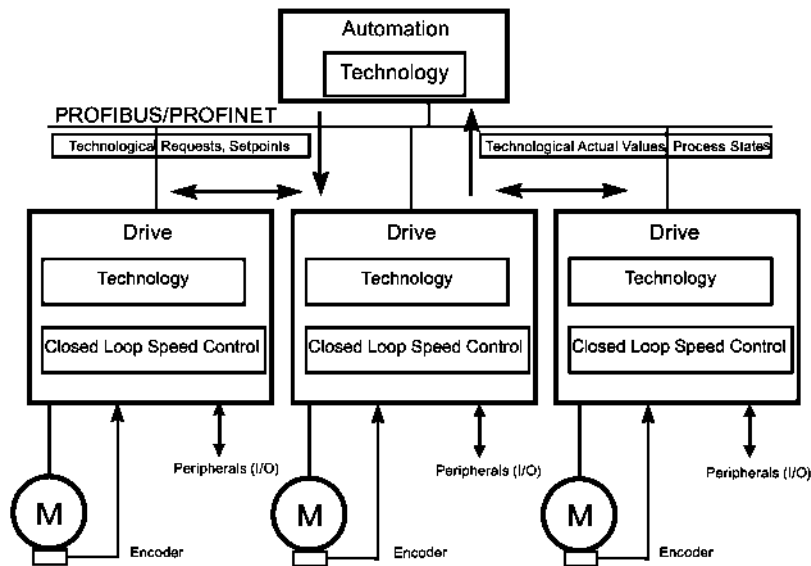 Automation
Technology
PROFIBUS/PROFINET
Technological Requests, Setpoints
Technological Actual Values, Process States
Drive
Technology
Closed Loop Speed Control
Drive
Technology
Closed Loop Speed Control
Drive
Technology
Closed Loop Speed Control
Peripherals (I/O)
Peripherals (I/O)
Peripherals (I/O)
M
M
M
Encoder
Encoder
Encoder